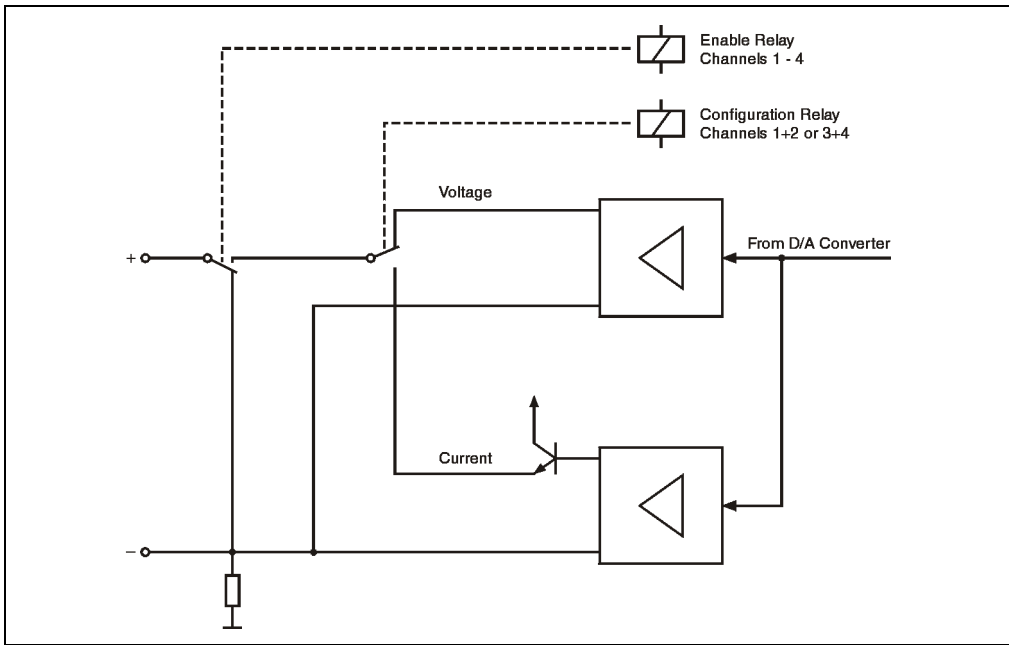 Enable Relay
Channels 1 - 4
Configuration Relay
Channels 1+2 or 3+4
Voltage
From D/A Converter
+
Current
–